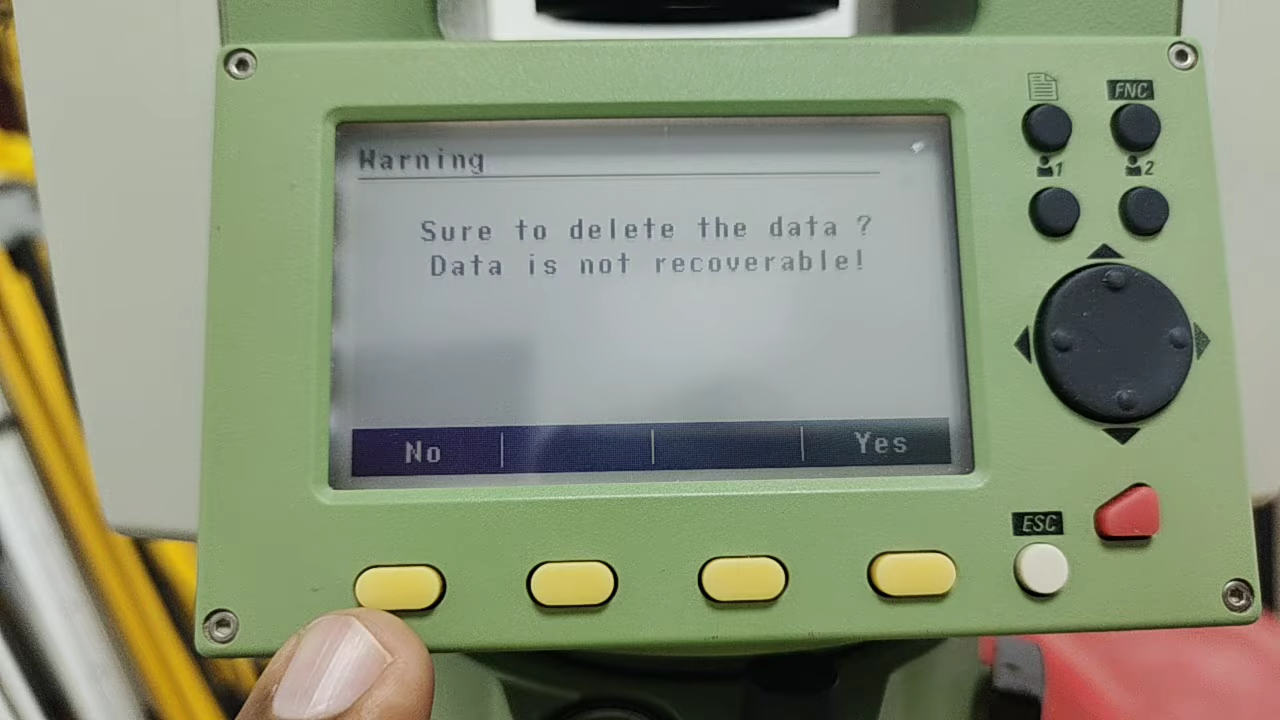 Warning
Sure to delete the data ?
Data is not recoverable!
No Yes
FNC
1 2
ESC